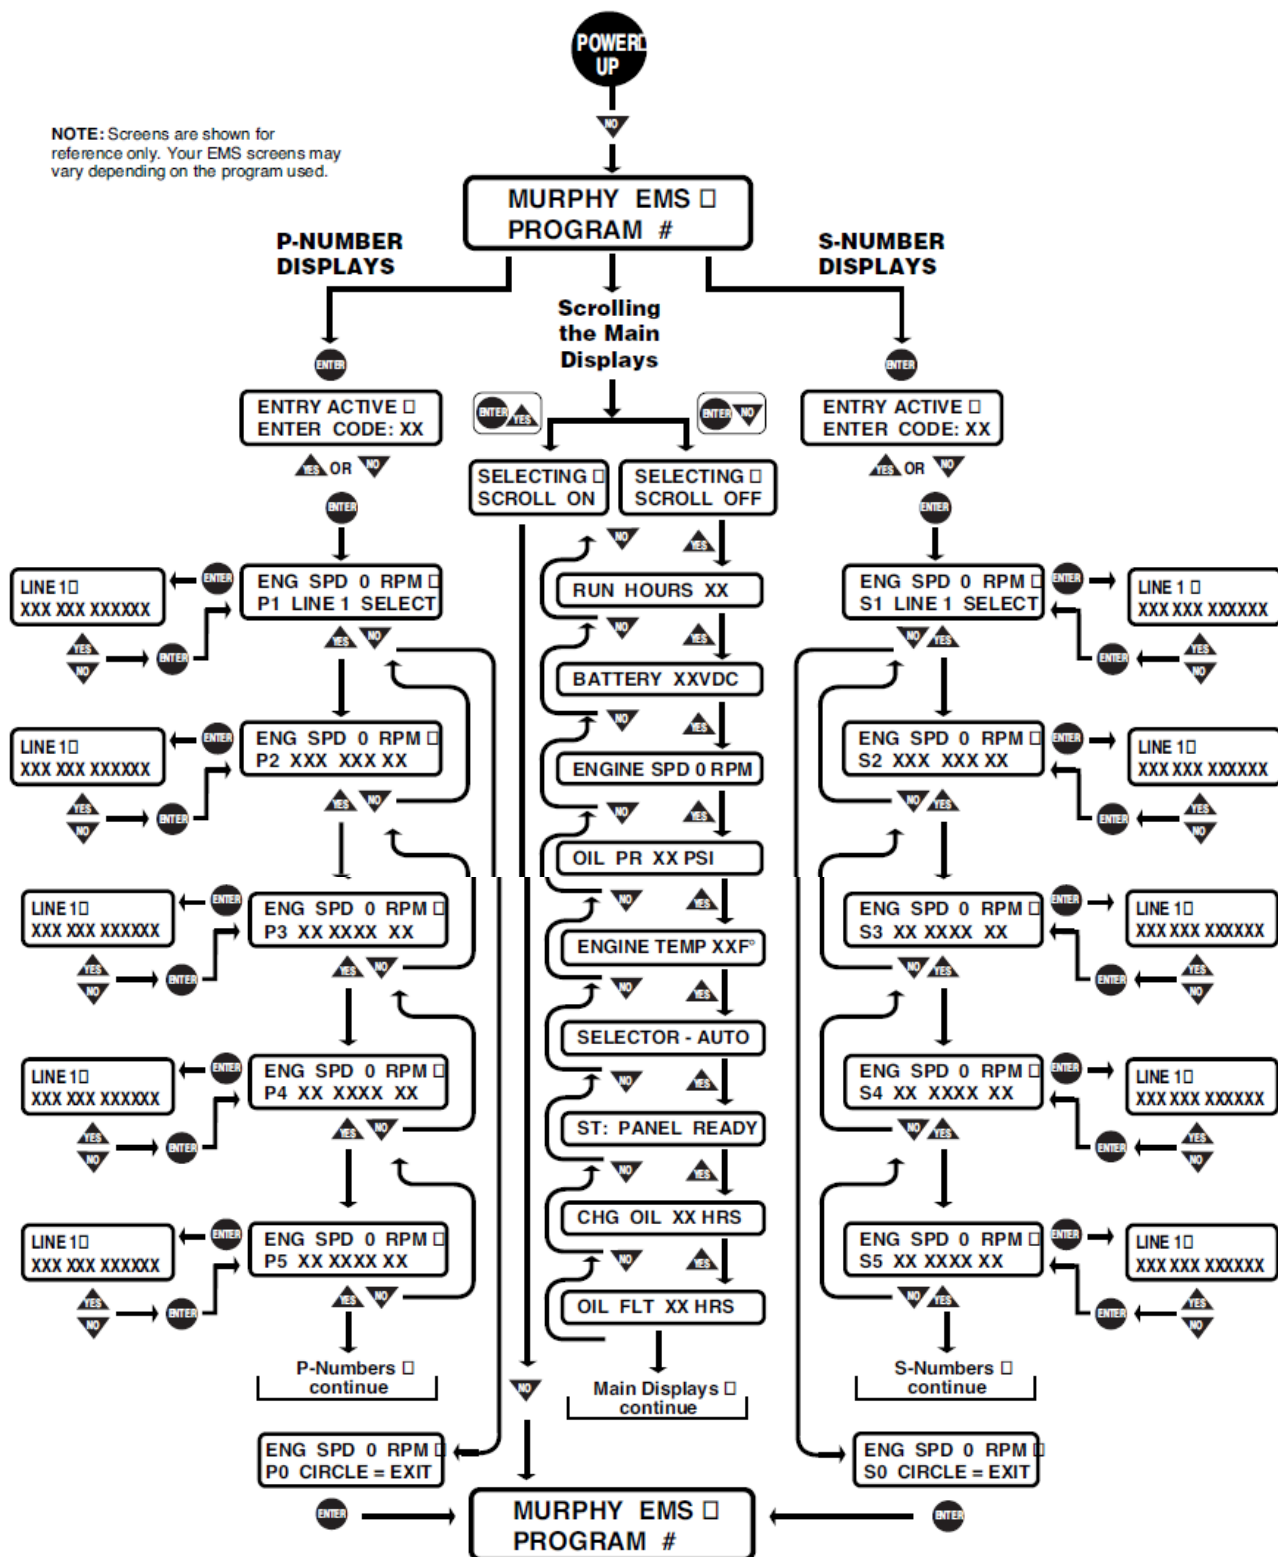 POWER
UP
NO
NOTE: Screens are shown for
reference only. Your EMS screens may
vary depending on the program used.
MURPHY EMS
PROGRAM #
P-NUMBER
DISPLAYS
S-NUMBER
DISPLAYS
Scrolling
the Main
Displays
ENTER
ENTER
ENTRY ACTIVE
ENTER CODE: XX
ENTER YES
ENTER NO
ENTRY ACTIVE
ENTER CODE: XX
YES OR NO
ENTER
SELECTING
SCROLL ON
SELECTING
SCROLL OFF
YES OR NO
ENTER
LINE 1
XXX XXX XXXXXX
ENTER
ENG SPD 0 RPM
P1 LINE 1 SELECT
YES
NO
ENTER
YES NO
LINE 1
XXX XXX XXXXXX
ENTER
ENG SPD 0 RPM
P2 XXX XXX XX
YES
NO
ENTER
YES NO
LINE 1
XXX XXX XXXXXX
ENTER
ENG SPD 0 RPM
P3 XX XXXX XX
YES
NO
ENTER
YES NO
LINE 1
XXX XXX XXXXXX
ENTER
ENG SPD 0 RPM
P4 XX XXXX XX
YES
NO
ENTER
YES NO
LINE 1
XXX XXX XXXXXX
ENTER
ENG SPD 0 RPM
P5 XX XXXX XX
YES
NO
ENTER
YES NO
P-Numbers
continue
ENG SPD 0 RPM
P0 CIRCLE = EXIT
ENTER
NO YES
RUN HOURS XX
NO YES
BATTERY XXVDC
NO YES
ENGINE SPD 0 RPM
NO YES
OIL PR XX PSI
NO YES
ENGINE TEMP XXF°
NO YES
SELECTOR - AUTO
NO YES
ST: PANEL READY
NO YES
CHG OIL XX HRS
NO YES
OIL FLT XX HRS
NO
Main Displays
continue
ENG SPD 0 RPM
S1 LINE 1 SELECT
ENTER
LINE 1
XXX XXX XXXXXX
NO YES
ENTER
YES
NO
ENG SPD 0 RPM
S2 XXX XXX XX
ENTER
LINE 1
XXX XXX XXXXXX
NO YES
ENTER
YES
NO
ENG SPD 0 RPM
S3 XX XXXX XX
ENTER
LINE 1
XXX XXX XXXXXX
NO YES
ENTER
YES
NO
ENG SPD 0 RPM
S4 XX XXXX XX
ENTER
LINE 1
XXX XXX XXXXXX
NO YES
ENTER
YES
NO
ENG SPD 0 RPM
S5 XX XXXX XX
ENTER
LINE 1
XXX XXX XXXXXX
NO YES
ENTER
YES
NO
S-Numbers
continue
ENG SPD 0 RPM
S0 CIRCLE = EXIT
ENTER
MURPHY EMS
PROGRAM #